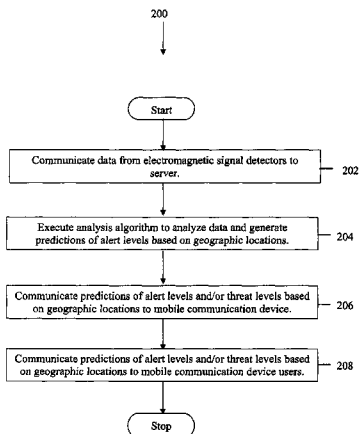 200
Start
Communicate data from electromagnetic signal detectors to
server.
202
Execute analysis algorithm to analyze data and generate
predictions of alert levels based on geographic locations.
204
Communicate predictions of alert levels and/or threat levels based
on geographic locations to mobile communication device.
206
Communicate predictions of alert levels and/or threat levels based
on geographic locations to mobile communication device users.
208
Stop